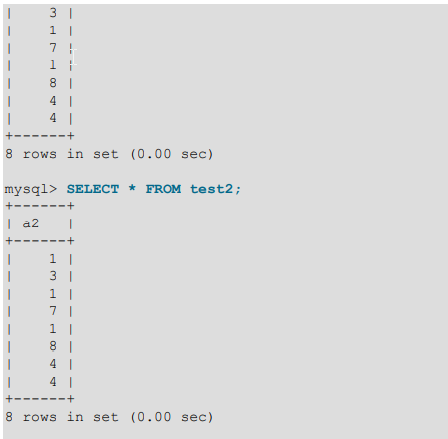 |    3 |
|    1 |
|    7 |
|    1 |
|    8 |
|    4 |
|    4 |
+------+
8 rows in set (0.00 sec)
mysql> SELECT * FROM test2;
+------+
| a2   |
+------+
|    1 |
|    3 |
|    1 |
|    7 |
|    1 |
|    8 |
|    4 |
|    4 |
+------+
8 rows in set (0.00 sec)